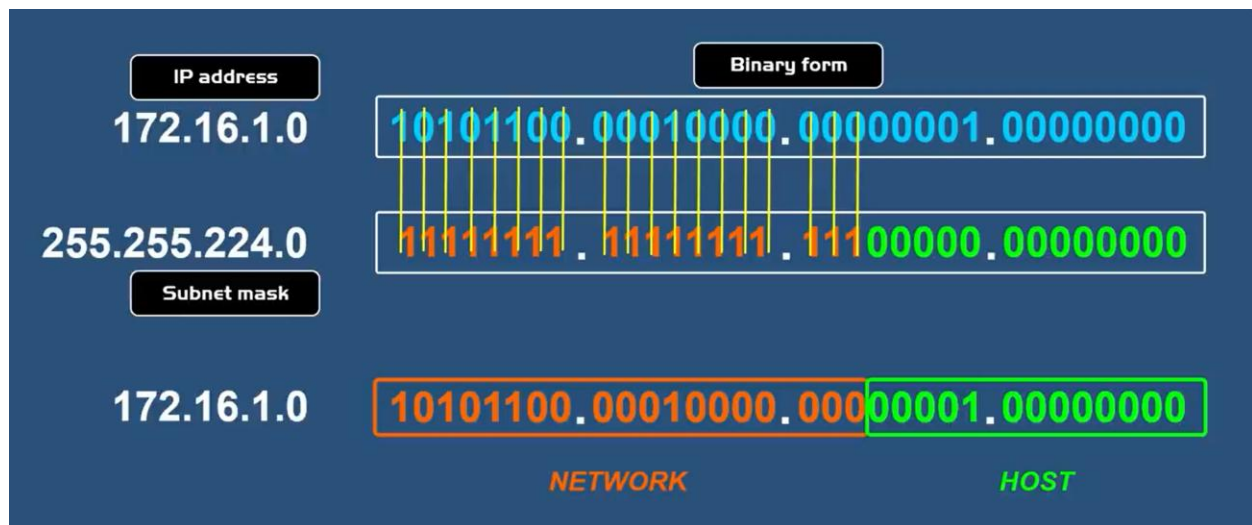 IP address
Binary form
172.16.1.0 10101100.00010000.00000001.00000000
255.255.224.0 11111111.11111111.11100000.00000000
Subnet mask
172.16.1.0 10101100.00010000.00000001.00000000
NETWORK HOST